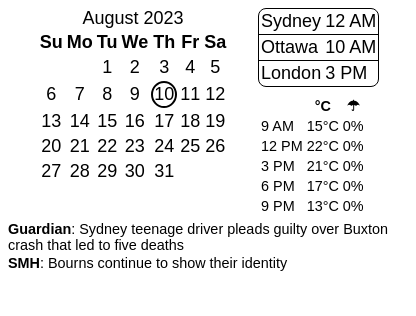 August 2023
Su Mo Tu We Th Fr Sa
1 2 3 4 5
6 7 8 9 10 11 12
13 14 15 16 17 18 19
20 21 22 23 24 25 26
27 28 29 30 31
Sydney 12 AM
Ottawa 10 AM
London 3 PM
°C ☂
9 AM 15°C 0%
12 PM 22°C 0%
3 PM 21°C 0%
6 PM 17°C 0%
9 PM 13°C 0%
Guardian: Sydney teenage driver pleads guilty over Buxton
crash that led to five deaths
SMH: Bourns continue to show their identity